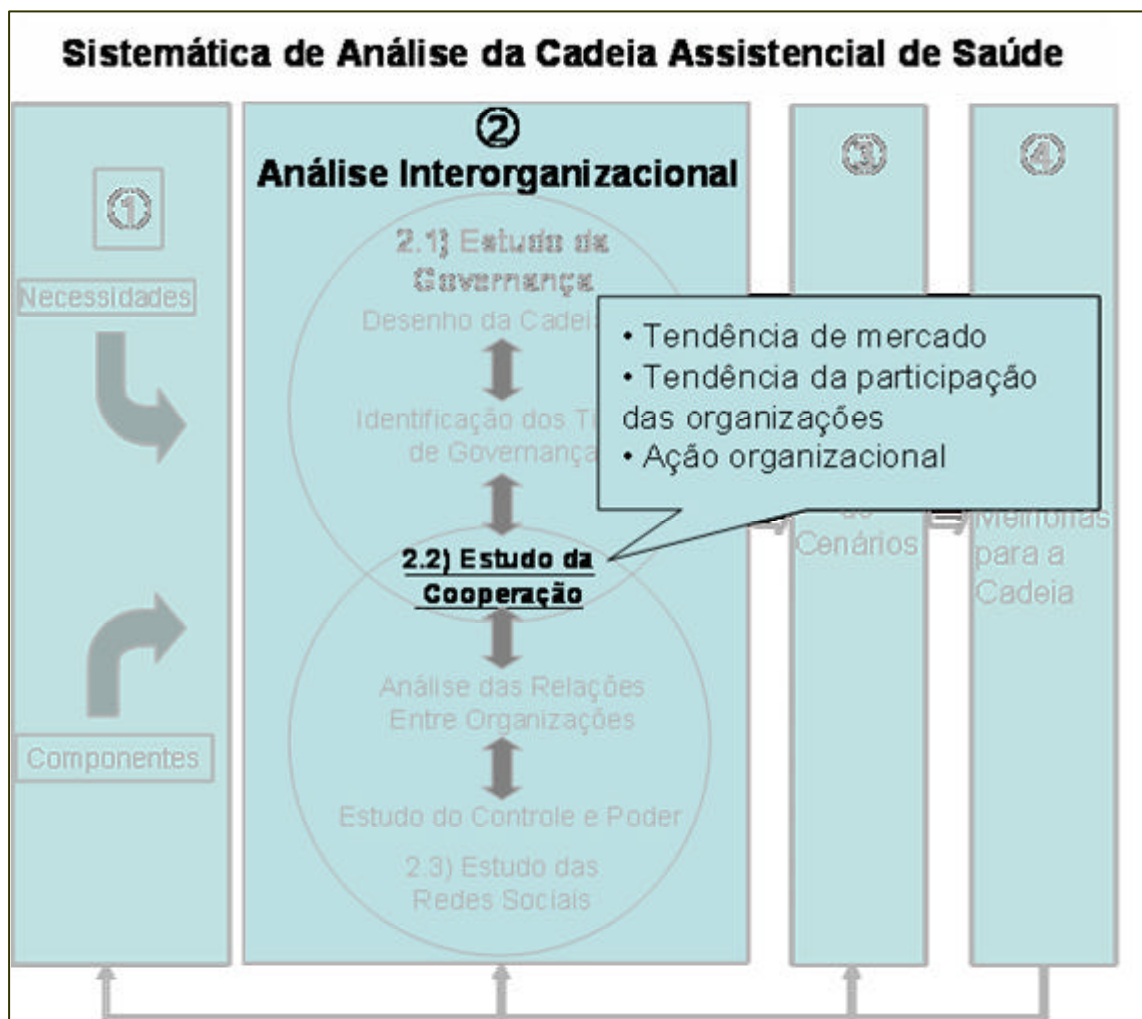 Sistemática de Análise da Cadeia Assistencial de Saúde
①
Necessidades
Componentes
②
Análise Interorganizacional
2.1) Estudo da
Governança
Desenho da Cadeia
Identificação dos
de Governança
2.2) Estudo da
Cooperação
Análise das Relações
Entre Organizações
Estudo do Controle e Poder
2.3) Estudo das
Redes Sociais
• Tendência de mercado
• Tendência da participação
das organizações
• Ação organizacional
③
Cenários
④
Melhorias
para a
Cadeia